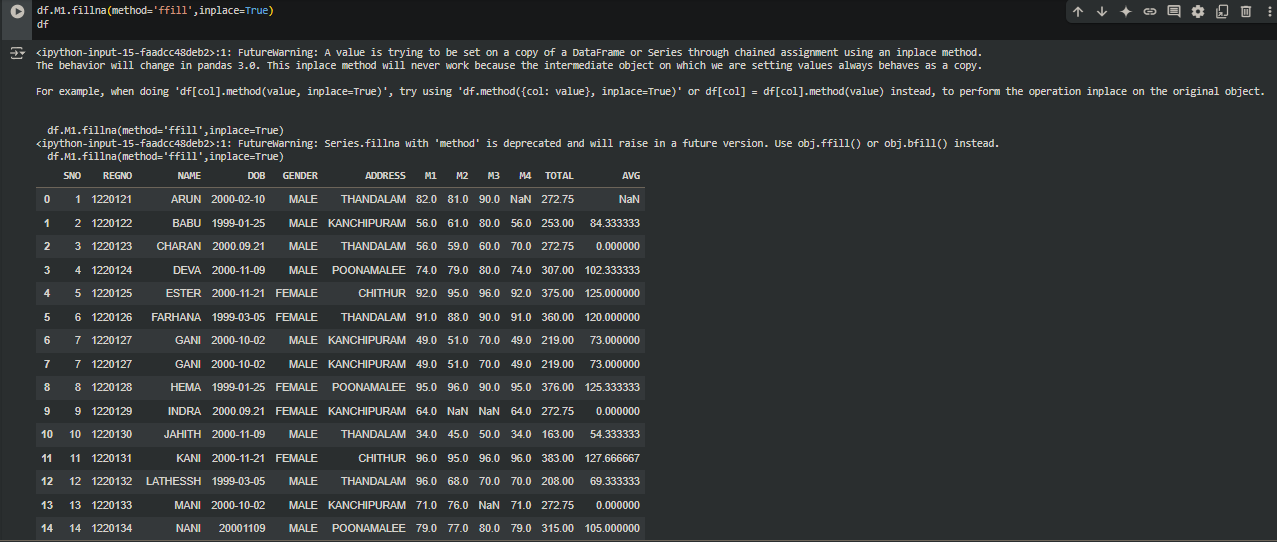 df.M1.fillna(method='ffill',inplace=True)
df
<ipython-input-15-faadcc48deb2>:1: FutureWarning: A value is trying to be set on a copy of a DataFrame or Series through chained assignment using an inplace method.
The behavior will change in pandas 3.0. This inplace method will never work because the intermediate object on which we are setting values always behaves as a copy.
For example, when doing 'df[col].method(value, inplace=True)', try using 'df.method({col: value}, inplace=True)' or df[col] = df[col].method(value) instead, to perform the operation inplace on the original object.
df.M1.fillna(method='ffill',inplace=True)
<ipython-input-15-faadcc48deb2>:1: FutureWarning: Series.fillna with 'method' is deprecated and will raise in a future version. Use obj.ffill() or obj.bfill() instead.
df.M1.fillna(method='ffill',inplace=True)
SNO REGNO NAME DOB GENDER ADDRESS M1 M2 M3 M4 TOTAL AVG
0 1 1220121 ARUN 2000-02-10 MALE THANDALAM 82.0 81.0 90.0 NaN 272.75 NaN
1 2 1220122 BABU 1999-01-25 MALE KANCHIPURAM 56.0 61.0 80.0 56.0 253.00 84.333333
2 3 1220123 CHARAN 2000.09.21 MALE THANDALAM 56.0 59.0 60.0 70.0 272.75 0.000000
3 4 1220124 DEVA 2000-11-09 MALE POONAMALEE 74.0 79.0 80.0 74.0 307.00 102.333333
4 5 1220125 ESTER 2000-11-21 FEMALE CHITHUR 92.0 95.0 96.0 92.0 375.00 125.000000
5 6 1220126 FARHANA 1999-03-05 FEMALE THANDALAM 91.0 88.0 90.0 91.0 360.00 120.000000
6 7 1220127 GANI 2000-10-02 MALE KANCHIPURAM 49.0 51.0 70.0 49.0 219.00 73.000000
7 7 1220127 GANI 2000-10-02 MALE KANCHIPURAM 49.0 51.0 70.0 49.0 219.00 73.000000
8 8 1220128 HEMA 1999-01-25 FEMALE POONAMALEE 95.0 96.0 90.0 95.0 376.00 125.333333
9 9 1220129 INDRA 2000.09.21 FEMALE KANCHIPURAM 64.0 NaN NaN 64.0 272.75 0.000000
10 10 1220130 JAHITH 2000-11-09 MALE THANDALAM 34.0 45.0 50.0 34.0 163.00 54.333333
11 11 1220131 KANI 2000-11-21 FEMALE CHITHUR 96.0 95.0 96.0 96.0 383.00 127.666667
12 12 1220132 LATHESSH 1999-03-05 MALE THANDALAM 96.0 68.0 70.0 70.0 208.00 69.333333
13 13 1220133 MANI 2000-10-02 MALE KANCHIPURAM 71.0 76.0 NaN 71.0 272.75 0.000000
14 14 1220134 NANI 20001109 MALE POONAMALEE 79.0 77.0 80.0 79.0 315.00 105.000000